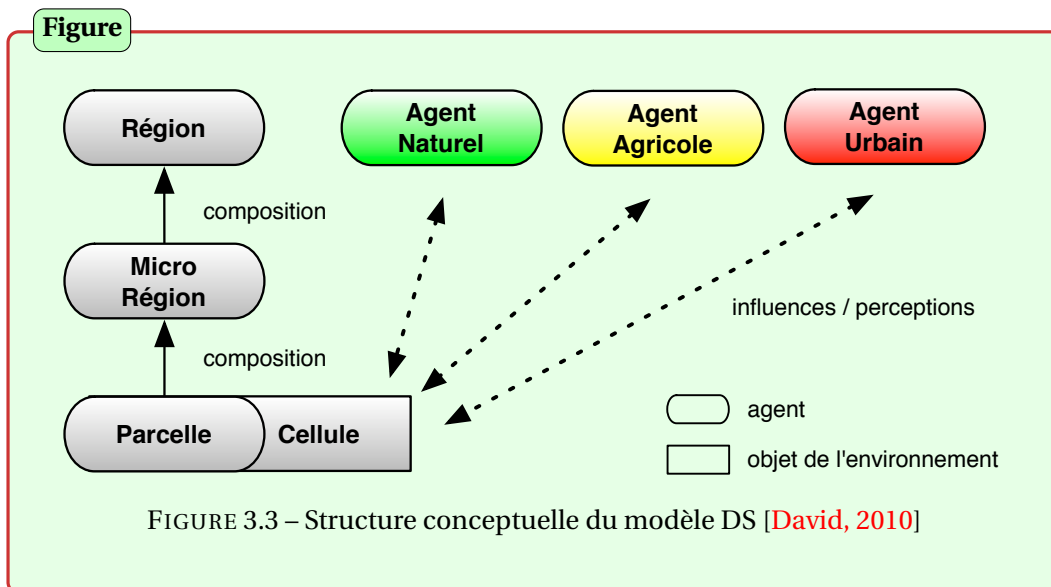 Figure
Région
Agent
Naturel
Agent
Agricole
Agent
Urbain
composition
Micro
Région
influences / perceptions
composition
Parcelle
Cellule
agent
objet de l'environnement
FIGURE 3.3 – Structure conceptuelle du modèle DS [David, 2010]